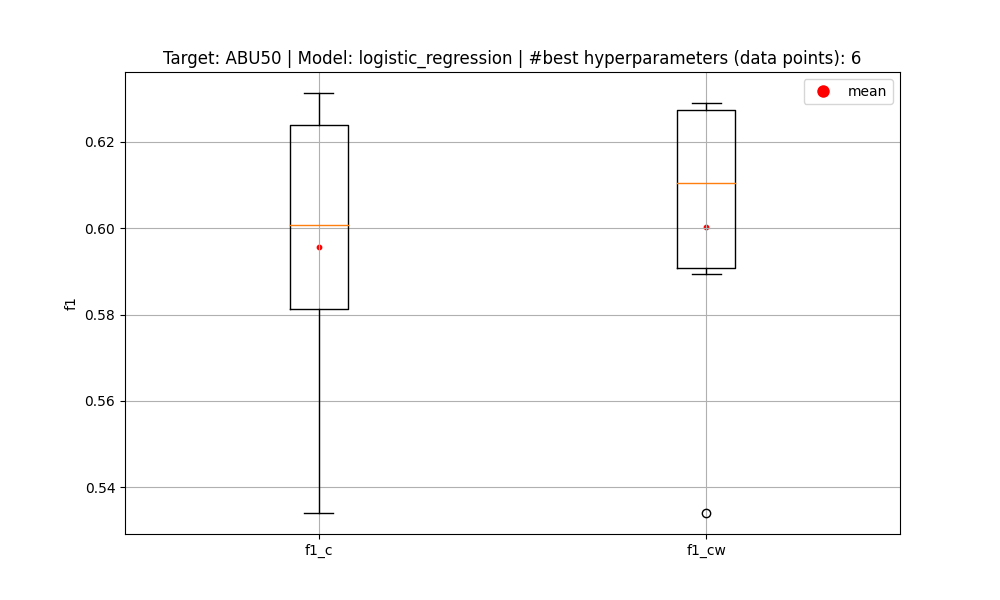 Target: ABU50 | Model: logistic_regression | #best hyperparameters (data points): 6
mean
0.62
0.60
0.58
0.56
0.54
f1
f1_c
f1_cw